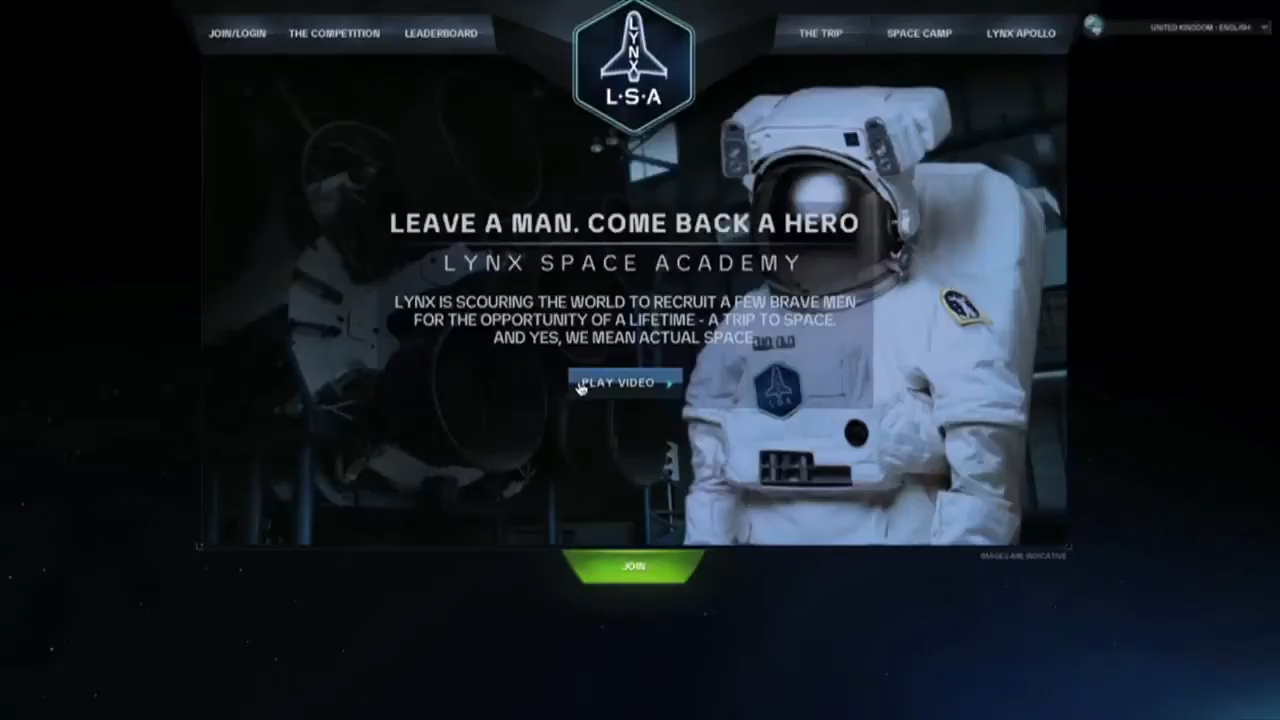 JOIN/LOGIN THE COMPETITION LEADERBOARD
LYNX
L·S·A
THE TRIP SPACE CAMP LYNX APOLLO
UNITED KINGDOM - ENGLISH
LEAVE A MAN. COME BACK A HERO
LYNX SPACE ACADEMY
LYNX IS SCOURING THE WORLD TO RECRUIT A FEW BRAVE MEN
FOR THE OPPORTUNITY OF A LIFETIME - A TRIP TO SPACE.
AND YES, WE MEAN ACTUAL SPACE.
PLAY VIDEO
LSA
JOIN
IMAGES ARE INDICATIVE